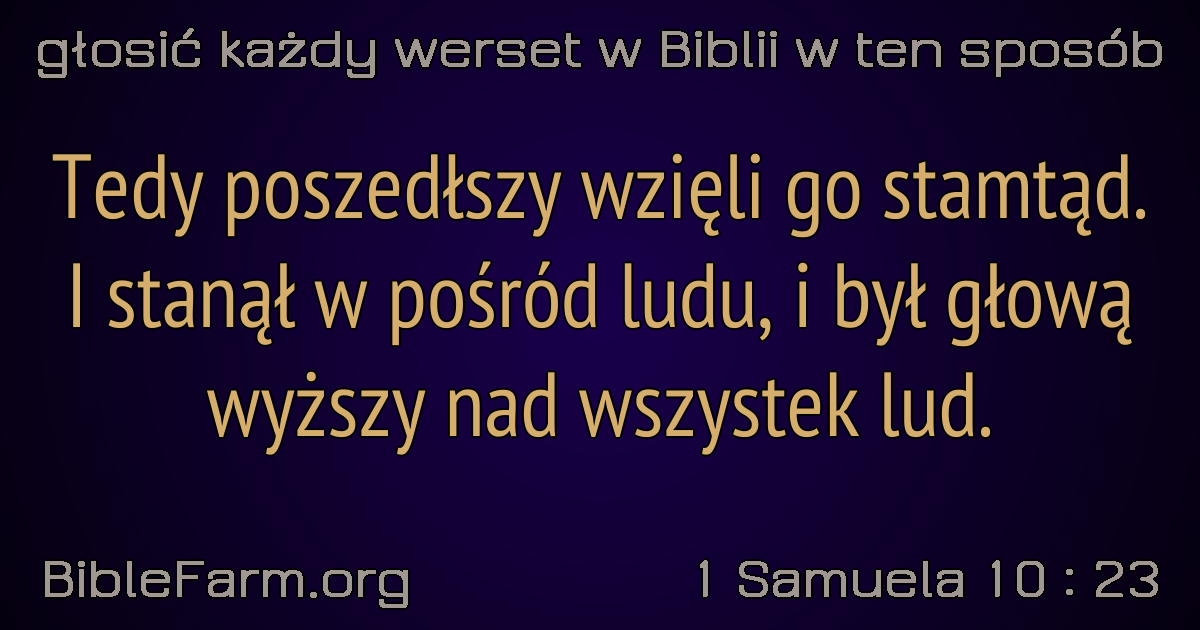 głosić każdy werset w Biblii w ten sposób
Tedy poszedłszy wzięli go stamtąd.
I stanął w pośród ludu, i był głową
wyższy nad wszystek lud.
BibleFarm.org
1 Samuela 10 : 23